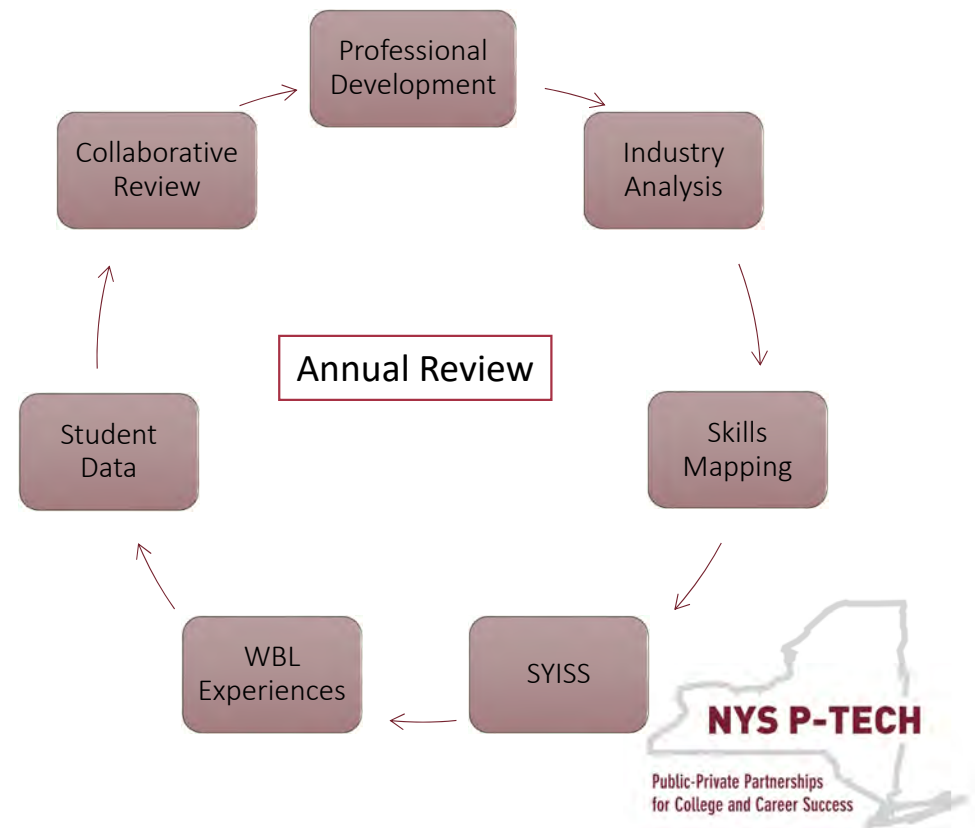 Professional
Development
Industry
Analysis
Skills
Mapping
SYISS
WBL
Experiences
Student
Data
Collaborative
Review
Annual Review
NYS P-TECH
Public-Private Partnerships
for College and Career Success